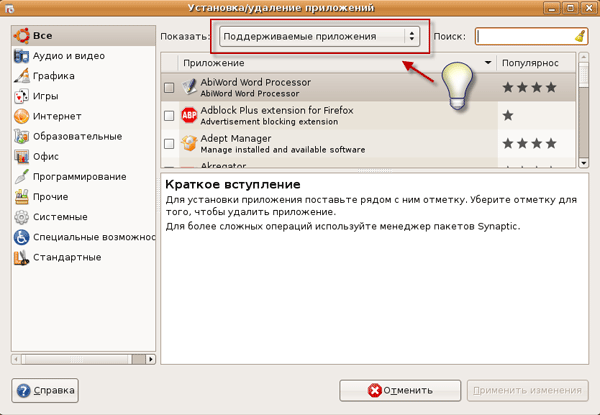 Установка/удаление приложений
Все
Аудио и видео
Графика
Игры
Интернет
Образовательные
Офис
Программирование
Прочие
Системные
Специальные возможнос
Стандартные
Показать: Поддерживаемые приложения Поиск:
Приложение Популярнос
AbiWord Word Processor
AbiWord Word Processor
ABP Adblock Plus extension for Firefox
Advertisement blocking extension
Adept Manager
Manage installed and available software
Akregator
Краткое вступление
Для установки приложения поставьте рядом с ним отметку. Уберите отметку для
того, чтобы удалить приложение.
Для более сложных операций используйте менеджер пакетов Synaptic.
Справка Отменить Применить изменения